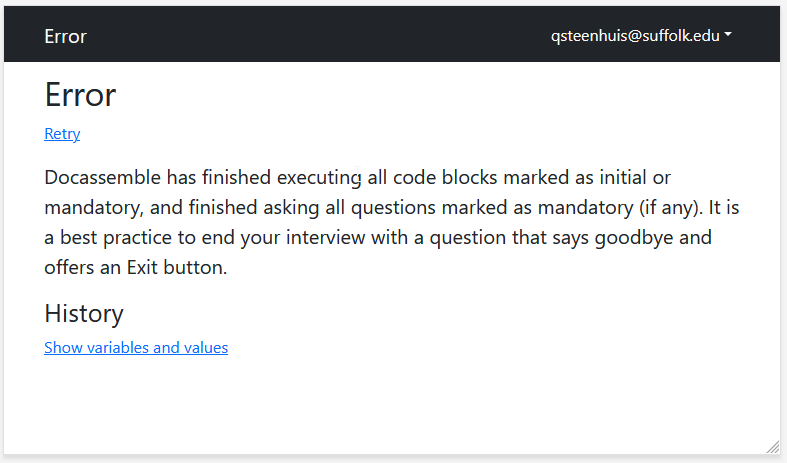 Error
qsteenhuis@suffolk.edu
Error
Retry
Docassemble has finished executing all code blocks marked as initial or
mandatory, and finished asking all questions marked as mandatory (if any). It is
a best practice to end your interview with a question that says goodbye and
offers an Exit button.
History
Show variables and values